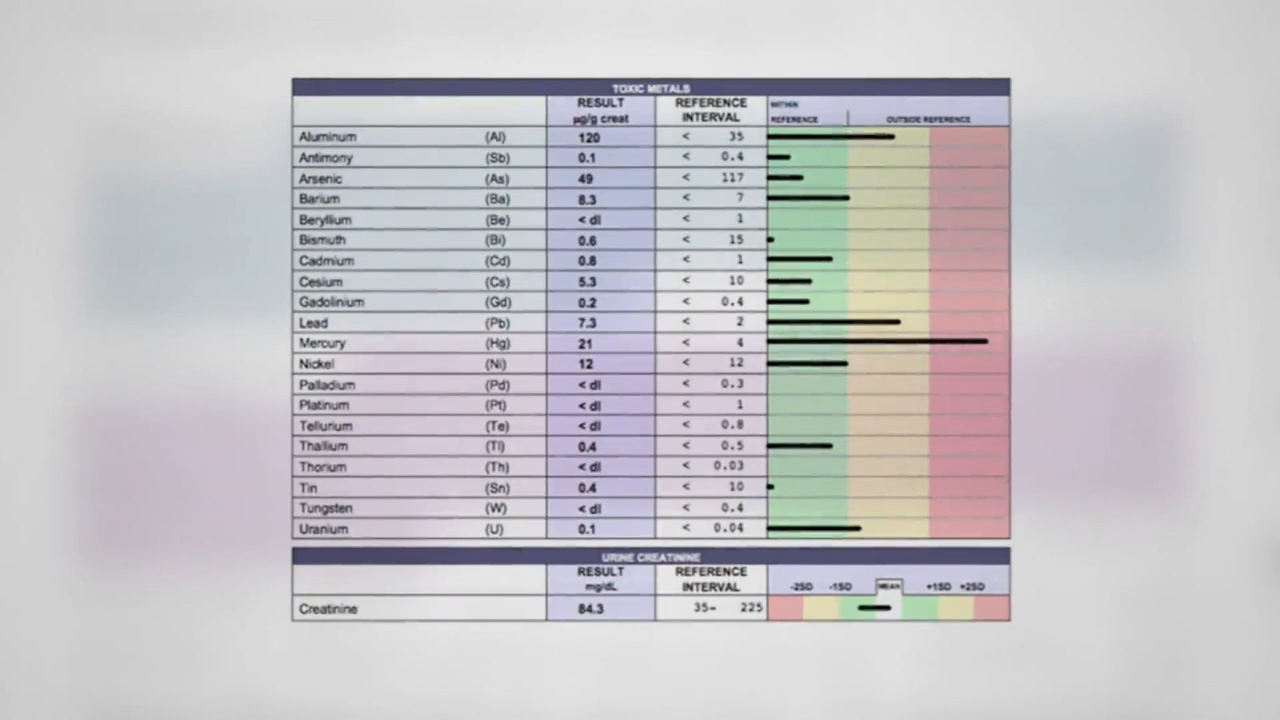 TOXIC METALS
RESULT REFERENCE WITHIN
μg/g creat INTERVAL REFERENCE OUTSIDE REFERENCE
Aluminum (Al) 120 < 35
Antimony (Sb) 0.1 < 0.4
Arsenic (As) 49 < 117
Barium (Ba) 8.3 < 7
Beryllium (Be) < dl < 1
Bismuth (Bi) 0.6 < 15
Cadmium (Cd) 0.8 < 1
Cesium (Cs) 5.3 < 10
Gadolinium (Gd) 0.2 < 0.4
Lead (Pb) 7.3 < 2
Mercury (Hg) 21 < 4
Nickel (Ni) 12 < 12
Palladium (Pd) < dl < 0.3
Platinum (Pt) < dl < 1
Tellurium (Te) < dl < 0.8
Thallium (Tl) 0.4 < 0.5
Thorium (Th) < dl < 0.03
Tin (Sn) 0.4 < 10
Tungsten (W) < dl < 0.4
Uranium (U) 0.1 < 0.04
URINE CREATININE
RESULT REFERENCE
mg/dL INTERVAL -2SD -1SD MEAN +1SD +2SD
Creatinine 84.3 35- 225